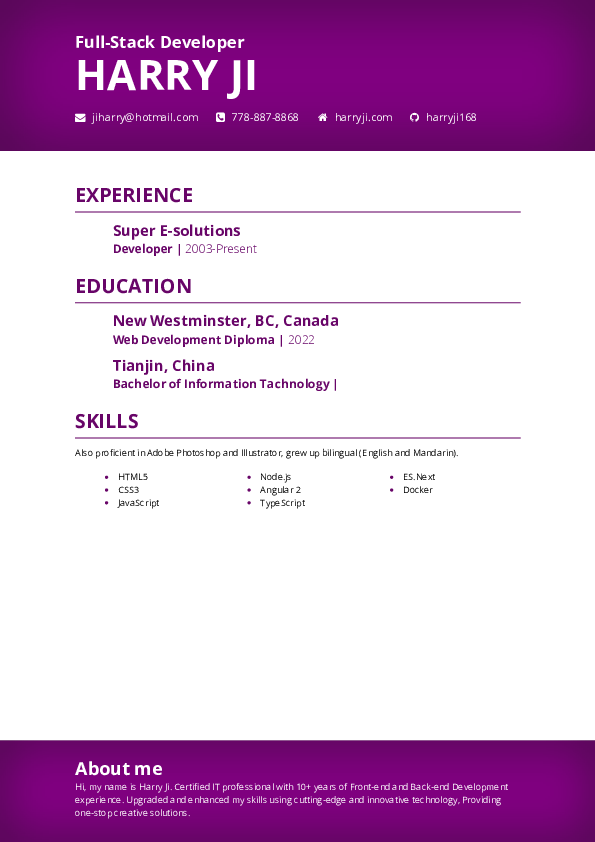 Full-Stack Developer
HARRY JI
jiharry@hotmail.com 778-887-8868 harryji.com harryji168
EXPERIENCE
Super E-solutions
Developer | 2003-Present
EDUCATION
New Westminster, BC, Canada
Web Development Diploma | 2022
Tianjin, China
Bachelor of Information Tachnology |
SKILLS
Also proficient in Adobe Photoshop and Illustrator, grew up bilingual (English and Mandarin).
• HTML5 • Node.js • ES.Next
• CSS3 • Angular 2 • Docker
• JavaScript • TypeScript
About me
Hi, my name is Harry Ji. Certified IT professional with 10+ years of Front-end and Back-end Development
experience. Upgraded and enhanced my skills using cutting-edge and innovative technology, Providing
one-stop creative solutions.